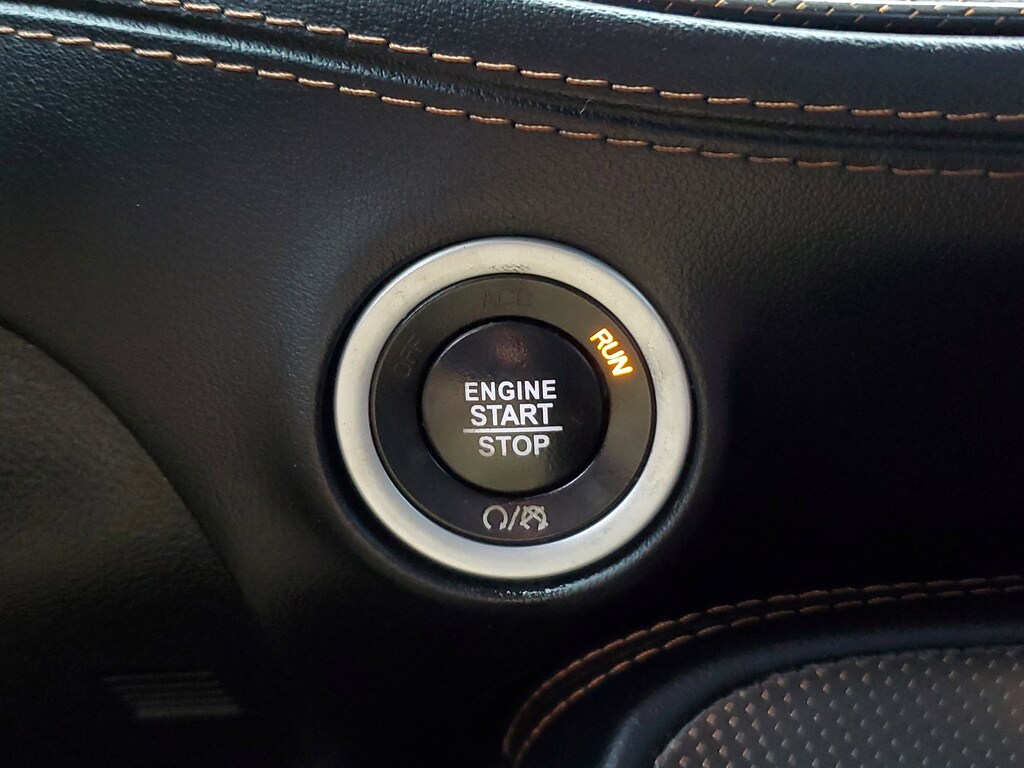 ACC
OFF
RUN
ENGINE
START
STOP